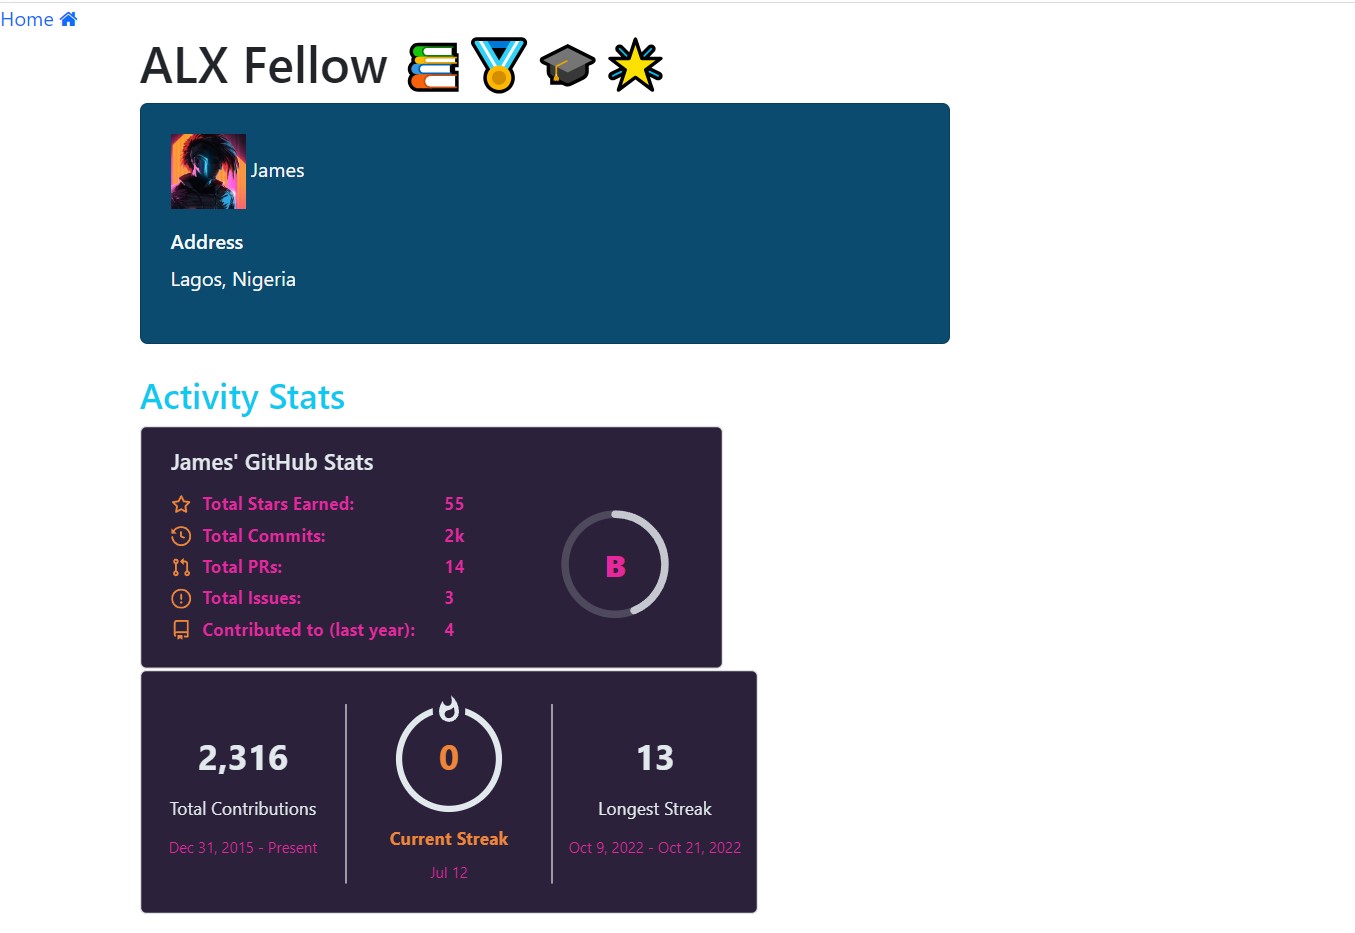 Home
ALX Fellow
James
Address
Lagos, Nigeria
Activity Stats
James' GitHub Stats
Total Stars Earned: 55
Total Commits: 2k
Total PRs: 14
Total Issues: 3
Contributed to (last year): 4
B
2,316
Total Contributions
Dec 31, 2015 - Present
0
Current Streak
Jul 12
13
Longest Streak
Oct 9, 2022 - Oct 21, 2022